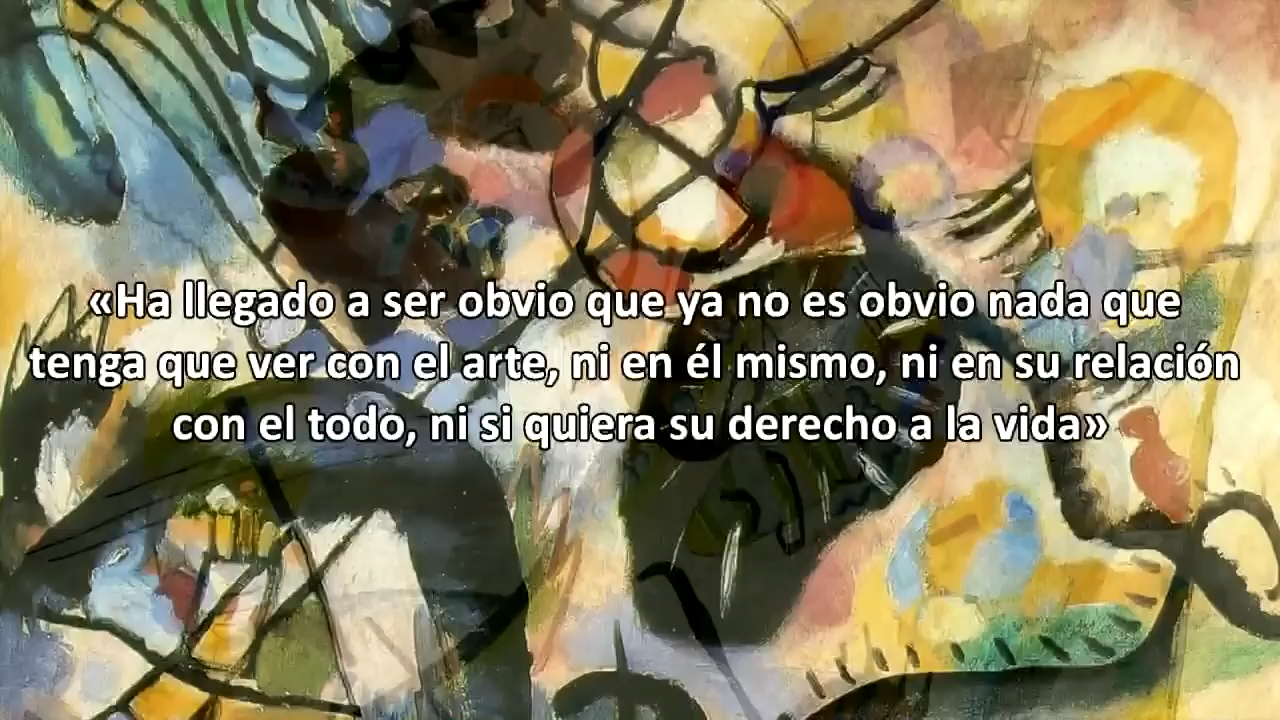 «Ha llegado a ser obvio que ya no es obvio nada que
tenga que ver con el arte, ni en él mismo, ni en su relación
con el todo, ni si quiera su derecho a la vida»